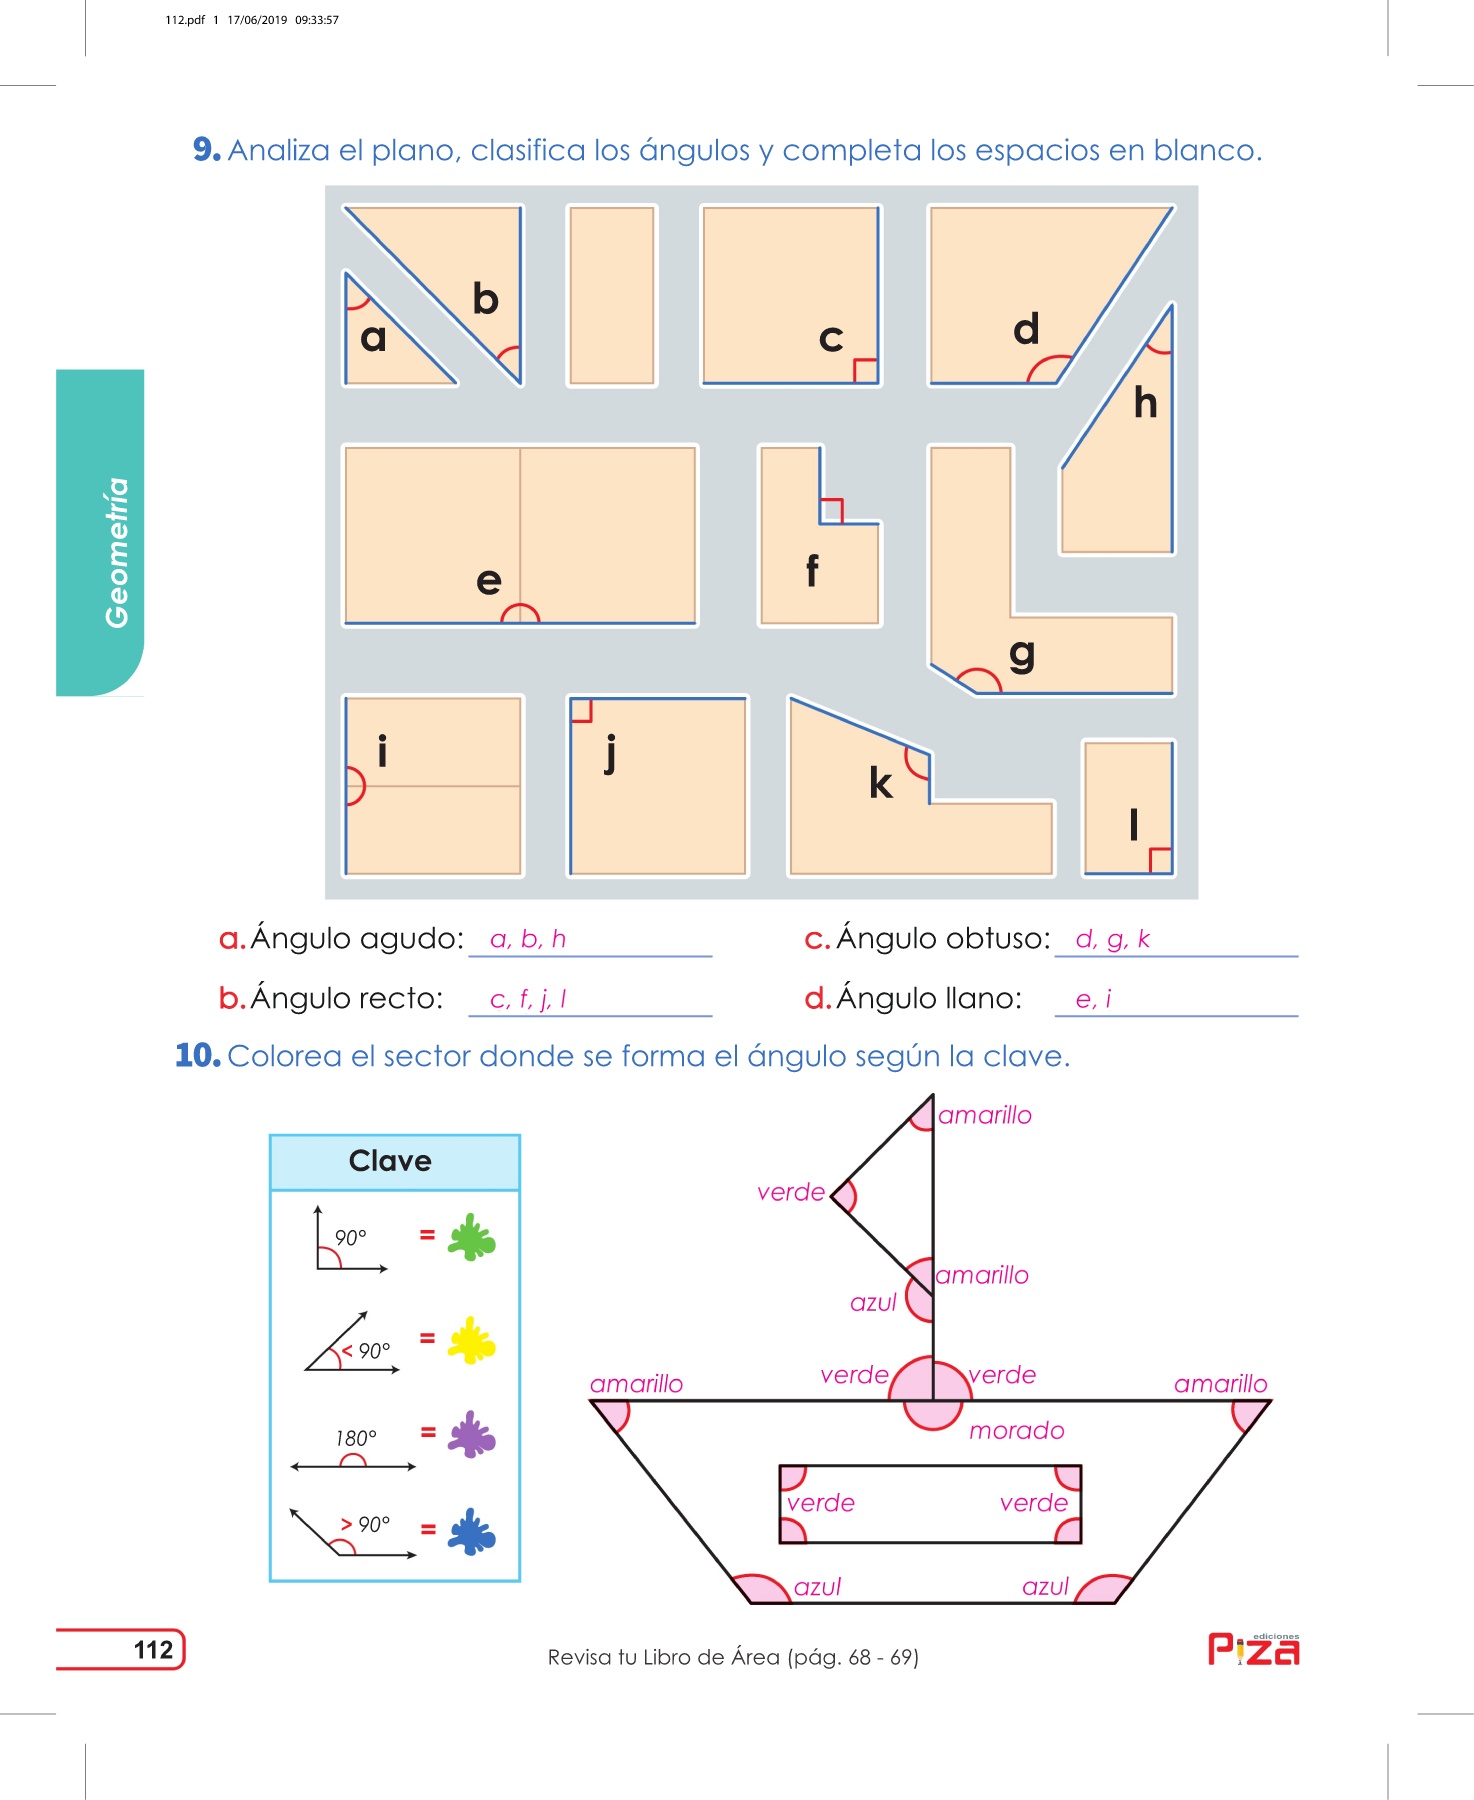 112.pdf 1 17/06/2019 09:33:57
9. Analiza el plano, clasifica los ángulos y completa los espacios en blanco.
a
b
c
d
h
e
f
g
i
j
k
l
Geometría
a. Ángulo agudo: a, b, h
c. Ángulo obtuso: d, g, k
b. Ángulo recto: c, f, j, l
d. Ángulo llano: e, i
10. Colorea el sector donde se forma el ángulo según la clave.
Clave
90° =
< 90° =
180° =
> 90° =
amarillo
verde
amarillo
azul
verde verde
amarillo amarillo
morado
verde verde
azul azul
112
Revisa tu Libro de Área (pág. 68 - 69)
ediciones
Piza